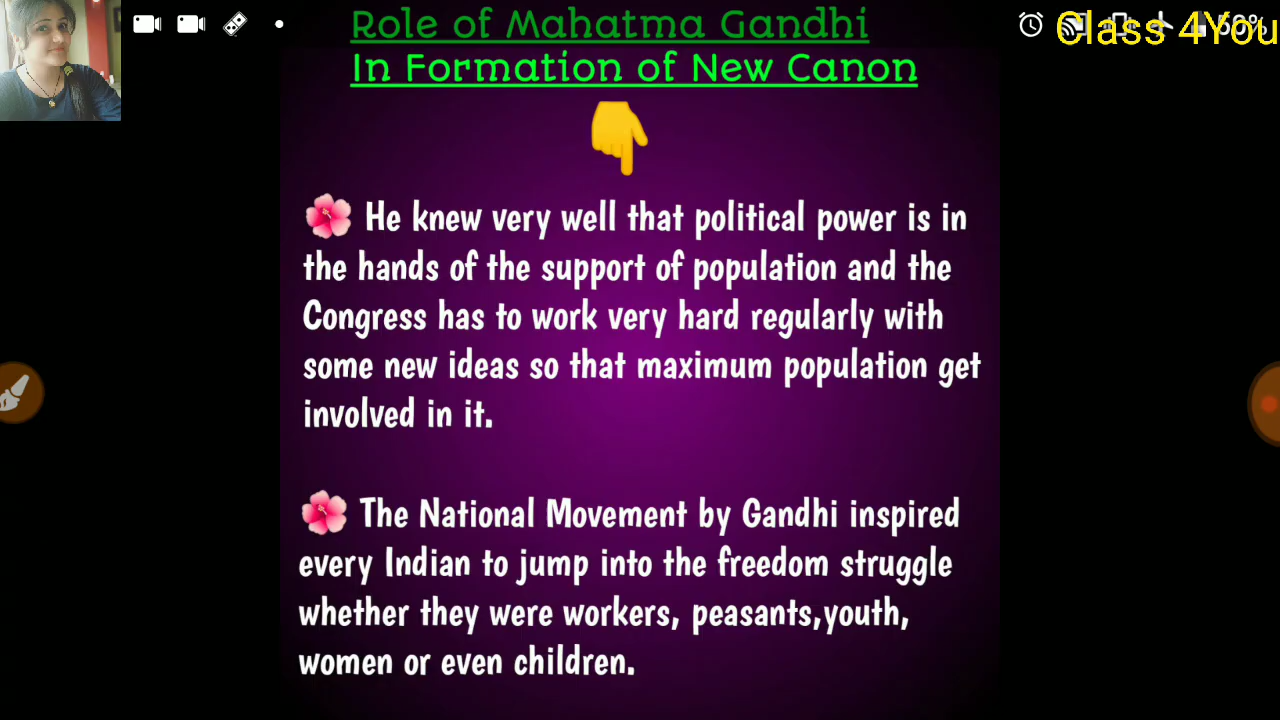 Role of Mahatma Gandhi
Class 4You
In Formation of New Canon
He knew very well that political power is in
the hands of the support of population and the
Congress has to work very hard regularly with
some new ideas so that maximum population get
involved in it.
The National Movement by Gandhi inspired
every Indian to jump into the freedom struggle
whether they were workers, peasants,youth,
women or even children.